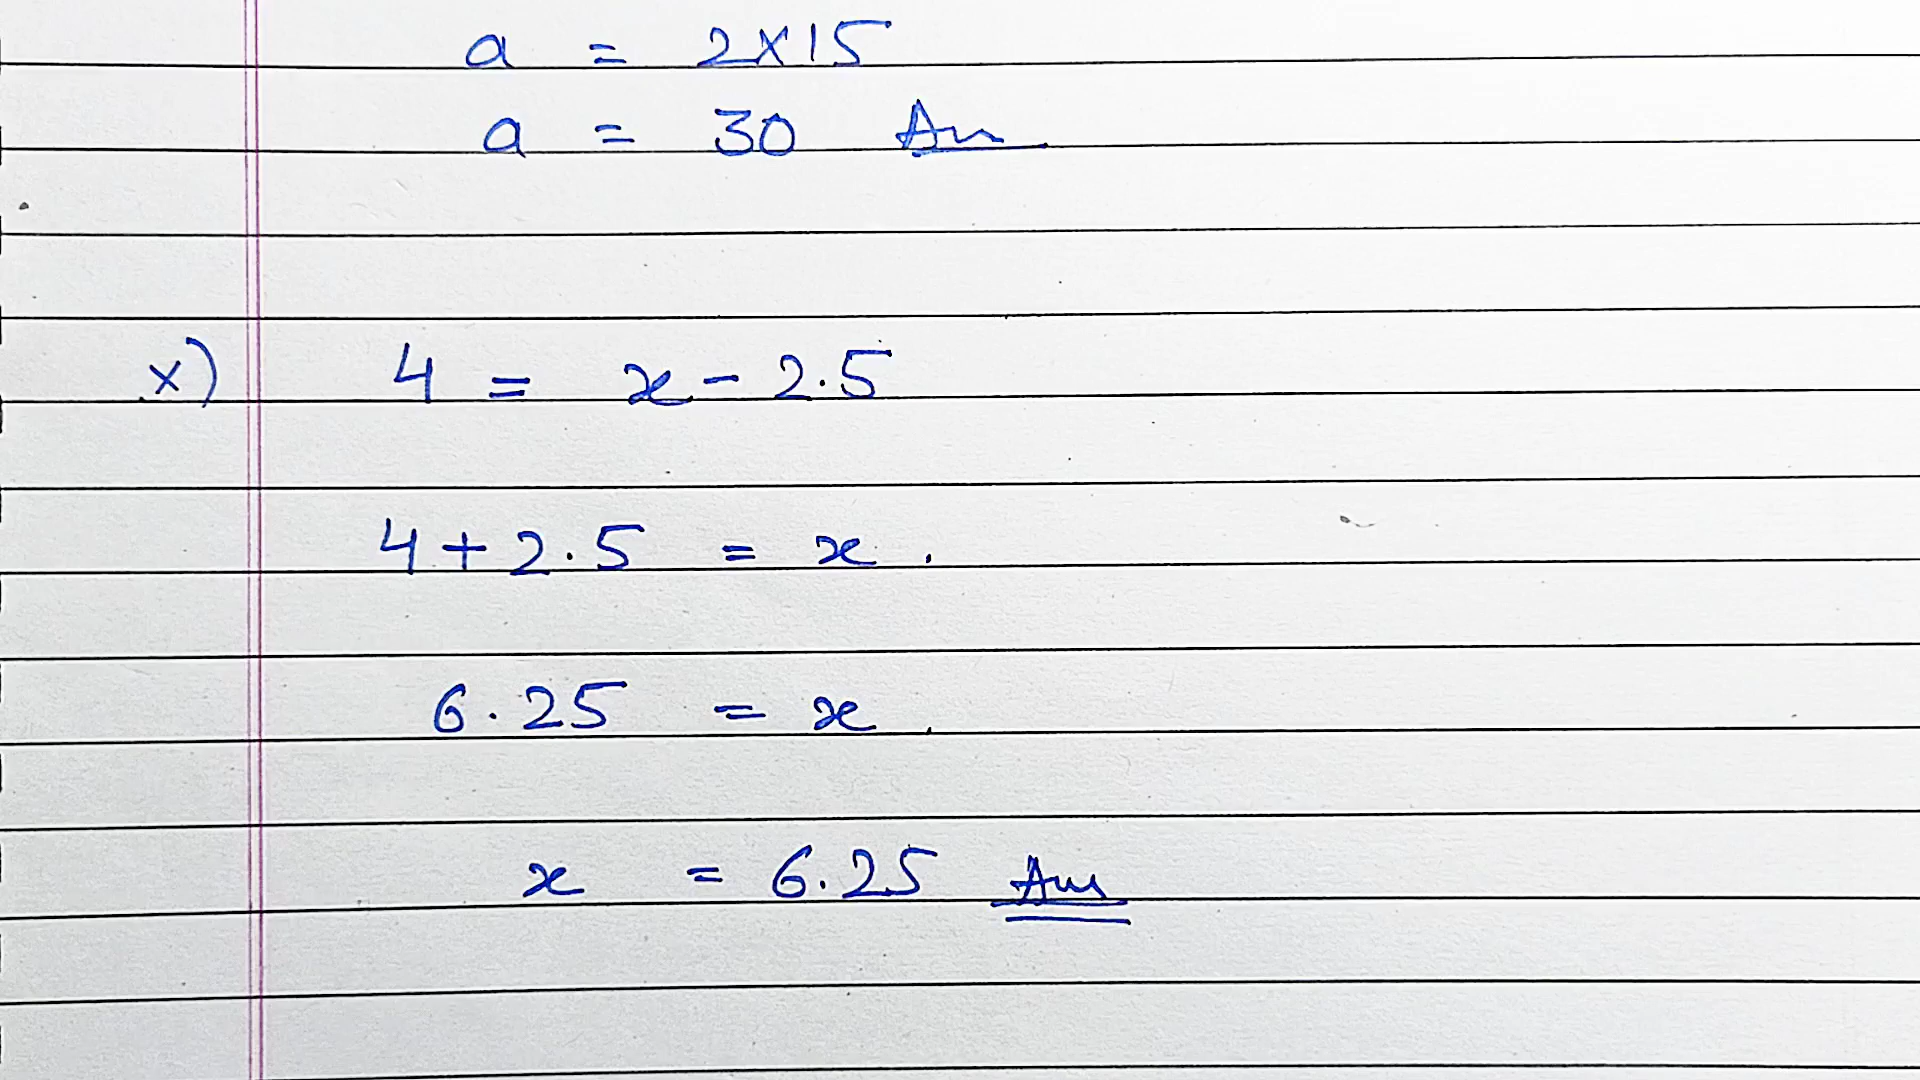 a = 2×15
a = 30 Ans
x) 4 = x - 2.5
4 + 2.5 = x.
6.25 = x.
x = 6.25 Ans